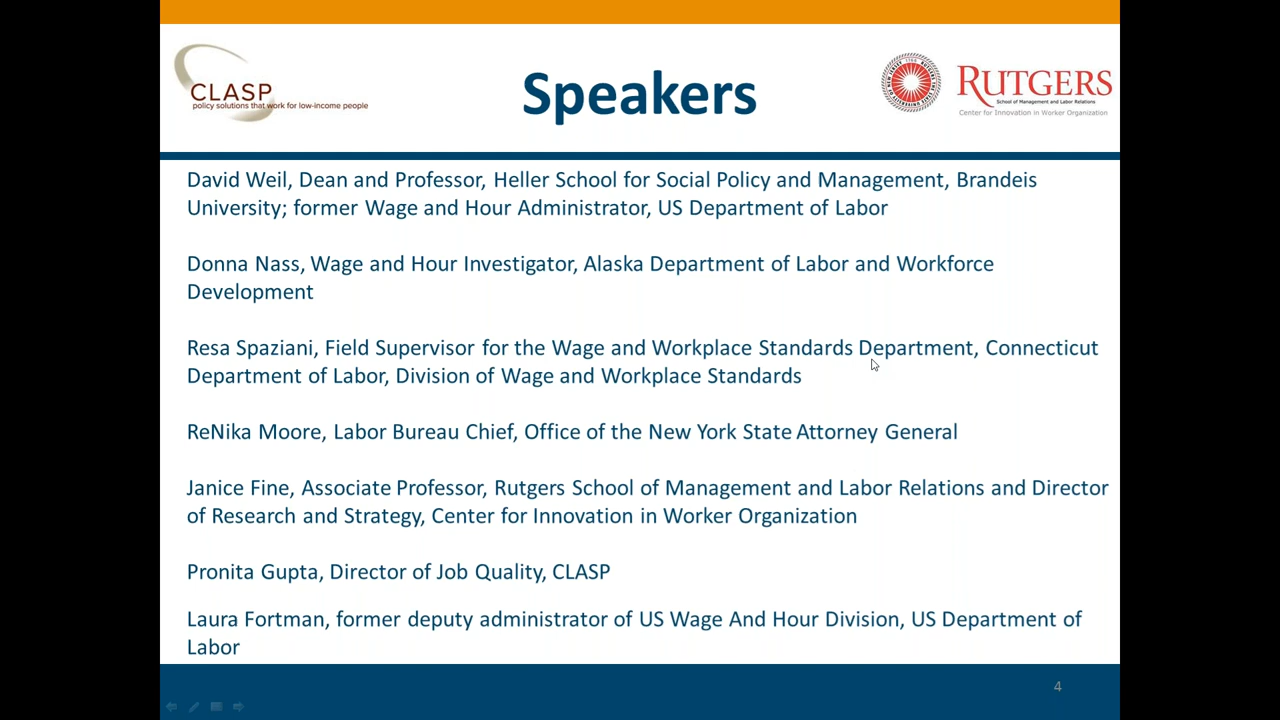 CLASP
policy solutions that work for low-income people
Speakers
RUTGERS
School of Management and Labor Relations
Center for Innovation in Worker Organization
David Weil, Dean and Professor, Heller School for Social Policy and Management, Brandeis
University; former Wage and Hour Administrator, US Department of Labor
Donna Nass, Wage and Hour Investigator, Alaska Department of Labor and Workforce
Development
Resa Spaziani, Field Supervisor for the Wage and Workplace Standards Department, Connecticut
Department of Labor, Division of Wage and Workplace Standards
ReNika Moore, Labor Bureau Chief, Office of the New York State Attorney General
Janice Fine, Associate Professor, Rutgers School of Management and Labor Relations and Director
of Research and Strategy, Center for Innovation in Worker Organization
Pronita Gupta, Director of Job Quality, CLASP
Laura Fortman, former deputy administrator of US Wage And Hour Division, US Department of
Labor
4